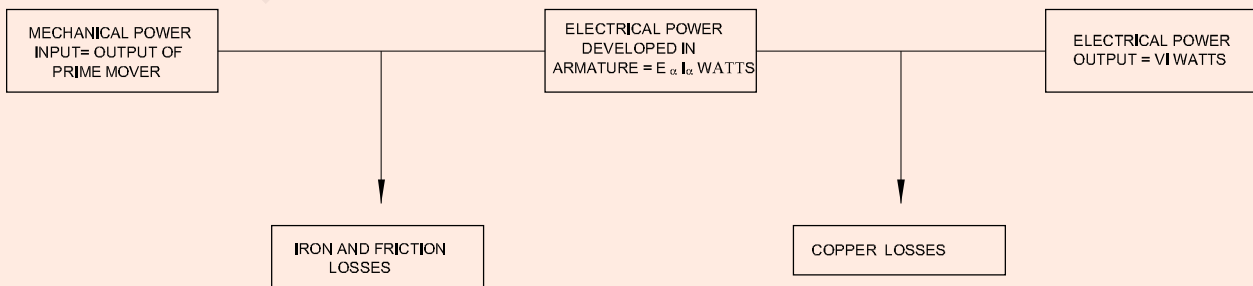 MECHANICAL POWER
INPUT= OUTPUT OF
PRIME MOVER
ELECTRICAL POWER
DEVELOPED IN
ARMATURE = E α I α WATTS
ELECTRICAL POWER
OUTPUT = VI WATTS
IRON AND FRICTION
LOSSES
COPPER LOSSES